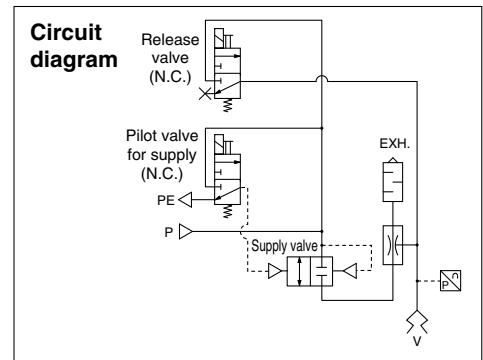 Circuit
diagram
Release
valve
(N.C.)
Pilot valve
for supply
(N.C.)
EXH.
PE
P
Supply valve
P
V